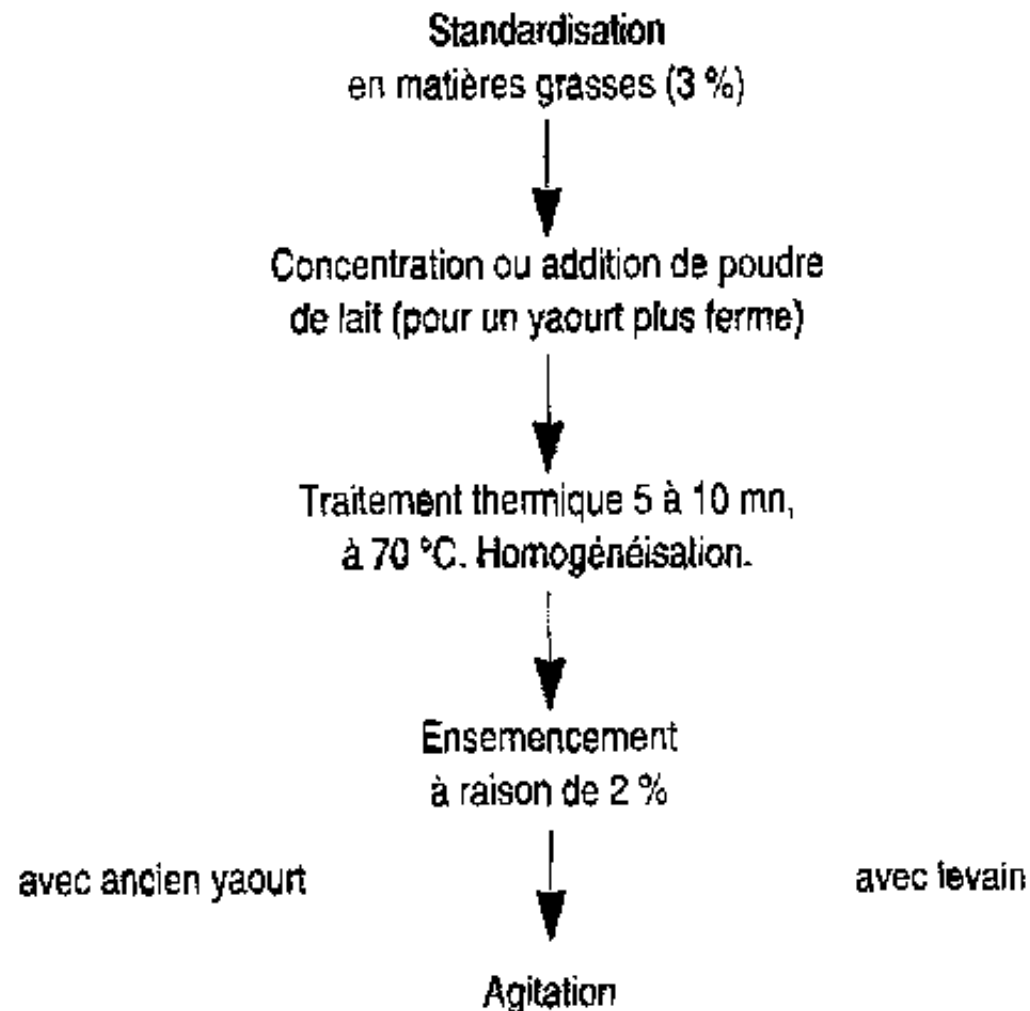 Standardisation
en matières grasses (3 %)
Concentration ou addition de poudre
de lait (pour un yaourt plus ferme)
Traitement thermique 5 à 10 mn,
à 70 °C. Homogénéisation.
Ensemencement
à raison de 2 %
avec ancien yaourt
avec levain
Agitation